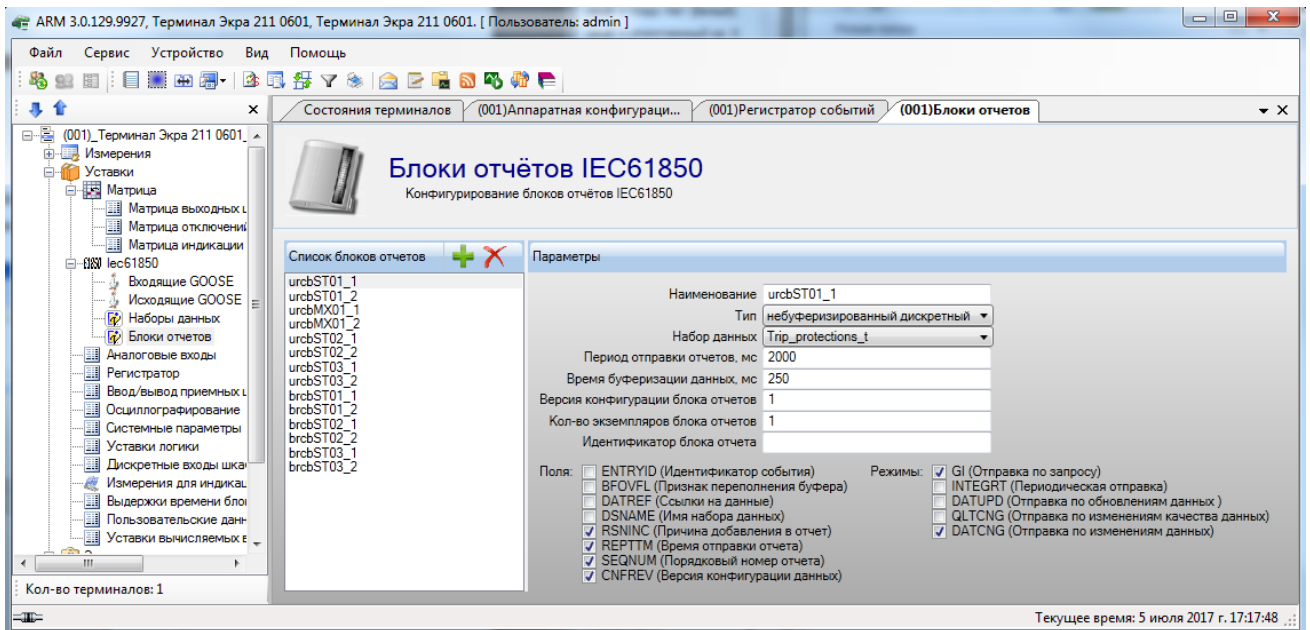 ARM 3.0.129.9927, Терминал Экра 211 0601, Терминал Экра 211 0601. [ Пользователь: admin ]
Файл Сервис Устройство Вид Помощь
Состояния терминалов (001)Аппаратная конфигураци... (001)Регистратор событий (001)Блоки отчетов
(001)_Терминал Экра 211 0601_
Измерения
Уставки
Матрица
Матрица выходных ц
Матрица отключений
Матрица индикации
Iec61850
Входящие GOOSE
Исходящие GOOSE
Наборы данных
Блоки отчетов
Аналоговые входы
Регистратор
Ввод/вывод приемных ц
Осциллографирование
Системные параметры
Уставки логики
Дискретные входы шка
Измерения для индикац
Выдержки времени бло
Пользовательские данн
Уставки вычисляемых в
Кол-во терминалов: 1
Блоки отчётов IEC61850
Конфигурирование блоков отчётов IEC61850
Список блоков отчетов
urcbST01_1
urcbST01_2
urcbMX01_1
urcbMX01_2
urcbST02_1
urcbST02_2
urcbST03_1
urcbST03_2
brcbST01_1
brcbST01_2
brcbST02_1
brcbST02_2
brcbST03_1
brcbST03_2
Параметры
Наименование urcbST01_1
Тип небуферизированный дискретный
Набор данных Trip_protections_t
Период отправки отчетов, мс 2000
Время буферизации данных, мс 250
Версия конфигурации блока отчетов 1
Кол-во экземпляров блока отчетов 1
Идентификатор блока отчета
Поля: ENTRYID (Идентификатор события)
BFOVFL (Признак переполнения буфера)
DATREF (Ссылки на данные)
DSNAME (Имя набора данных)
RSNINC (Причина добавления в отчет)
REPTTM (Время отправки отчета)
SEQNUM (Порядковый номер отчета)
CNFREV (Версия конфигурации данных)
Режимы: GI (Отправка по запросу)
INTEGRT (Периодическая отправка)
DATUPD (Отправка по обновлениям данных )
QLTCNG (Отправка по изменениям качества данных)
DATCNG (Отправка по изменениям данных)
Текущее время: 5 июля 2017 г. 17:17:48